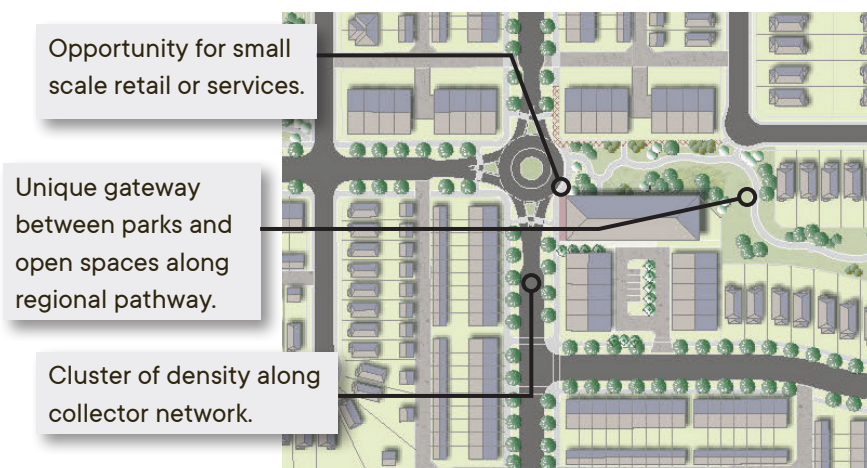 Opportunity for small
scale retail or services.
Unique gateway
between parks and
open spaces along
regional pathway.
Cluster of density along
collector network.